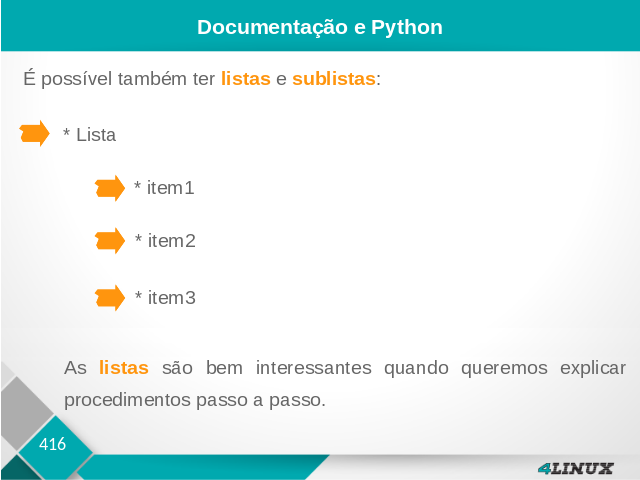 Documentação e Python
É possível também ter listas e sublistas:
* Lista
* item1
* item2
* item3
As listas são bem interessantes quando queremos explicar
procedimentos passo a passo.
416
4LINUX